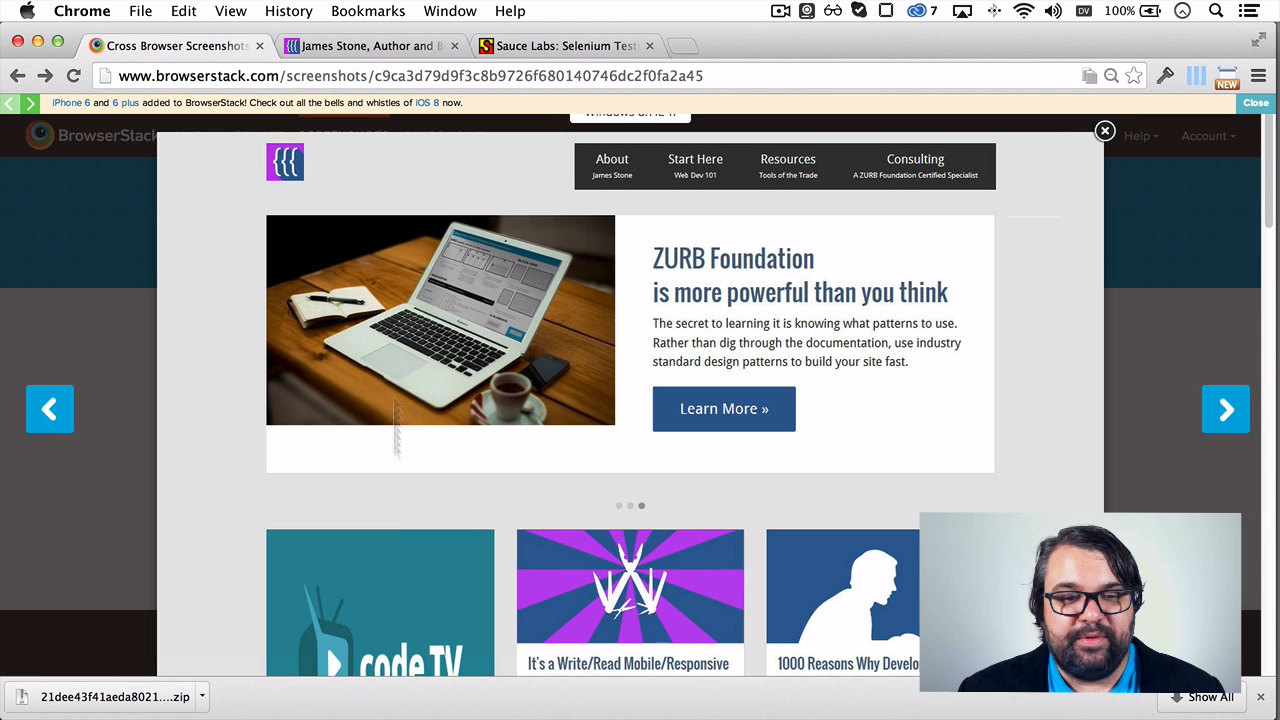 Chrome File Edit View History Bookmarks Window Help
7 DV 100%
Cross Browser Screenshots
James Stone, Author and B
Sauce Labs: Selenium Test
www.browserstack.com/screenshots/c9ca3d79d9f3c8b9726f680140746dc2f0fa2a45
NEW
iPhone 6 and 6 plus added to BrowserStack! Check out all the bells and whistles of iOS 8 now.
Close
BrowserStack
Help
Account
{{{
About
James Stone
Start Here
Web Dev 101
Resources
Tools of the Trade
Consulting
A ZURB Foundation Certified Specialist
ZURB Foundation
is more powerful than you think
The secret to learning it is knowing what patterns to use.
Rather than dig through the documentation, use industry
standard design patterns to build your site fast.
Learn More »
code TV
It's a Write/Read Mobile/Responsive
1000 Reasons Why Develo
21dee43f41aeda8021....zip
Show All